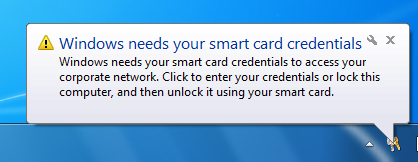 Windows needs your smart card credentials
Windows needs your smart card credentials to access your
corporate network. Click to enter your credentials or lock this
computer, and then unlock it using your smart card.